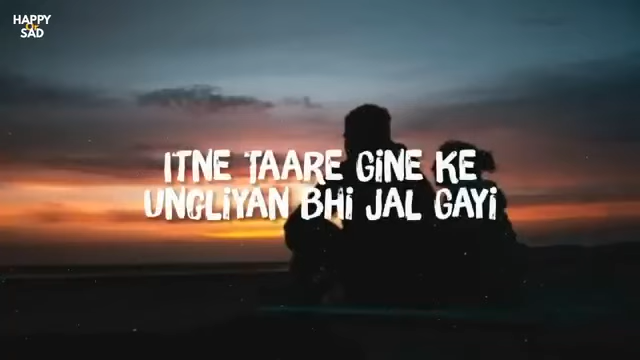 HAPPY
Or
SAD
ITNE TAARE GiNE KE
UNGLiYAN BHi JAL GAYi